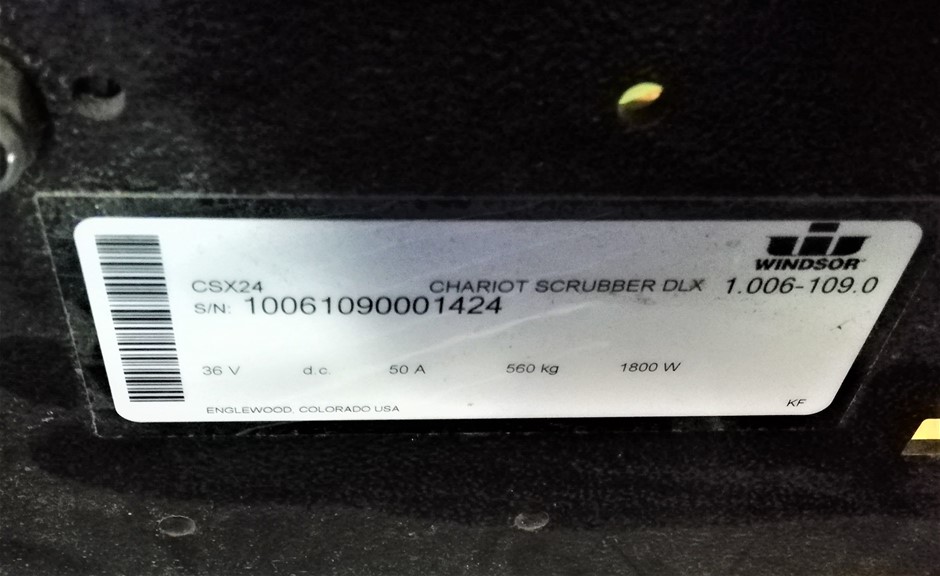 WINDSOR
CSX24 CHARIOT SCRUBBER DLX 1.006-109.0
S/N: 10061090001424
36 V d.c. 50 A 560 kg 1800 W
ENGLEWOOD, COLORADO USA KF